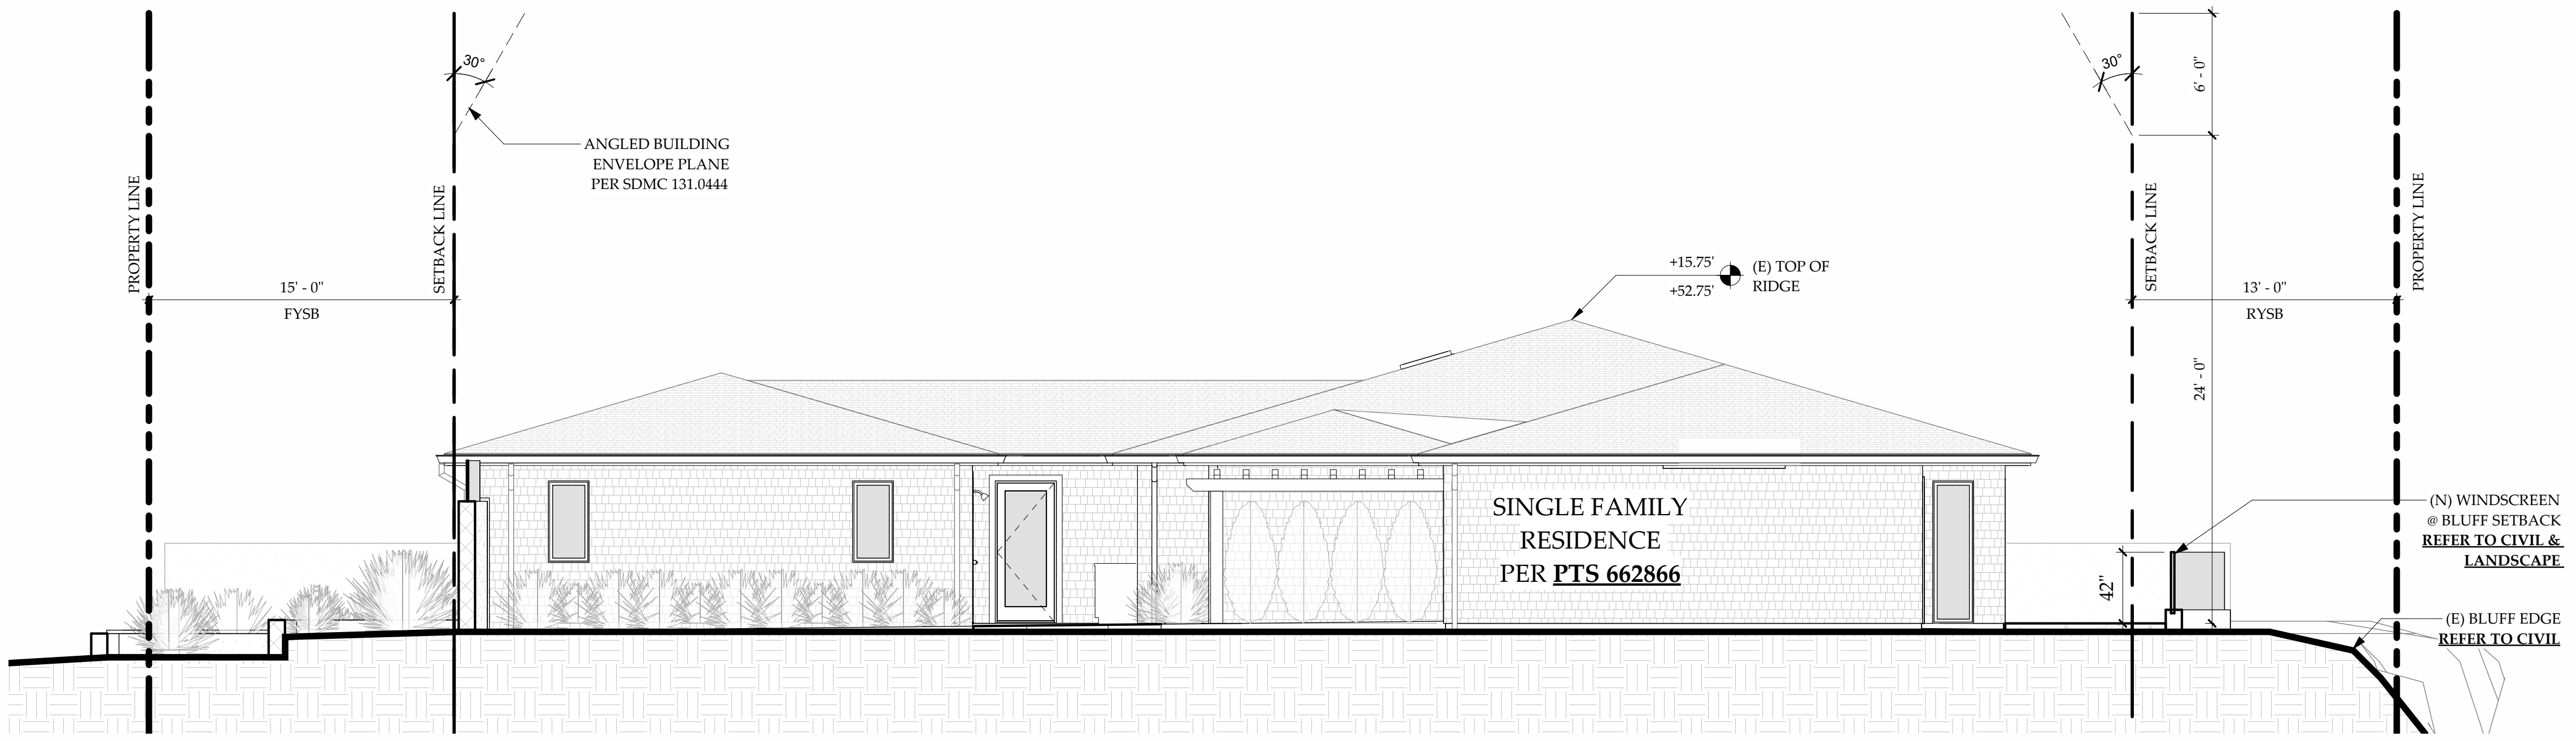 30°
30°
6' - 0"
ANGLED BUILDING
ENVELOPE PLANE
PER SDMC 131.0444
PROPERTY LINE
SETBACK LINE
SETBACK LINE
PROPERTY LINE
+15.75'
+52.75'
(E) TOP OF
RIDGE
15' - 0"
FYSB
13' - 0"
RYSB
24' - 0"
SINGLE FAMILY
RESIDENCE
PER PTS 662866
(N) WINDSCREEN
@ BLUFF SETBACK
REFER TO CIVIL &
LANDSCAPE
42"
(E) BLUFF EDGE
REFER TO CIVIL